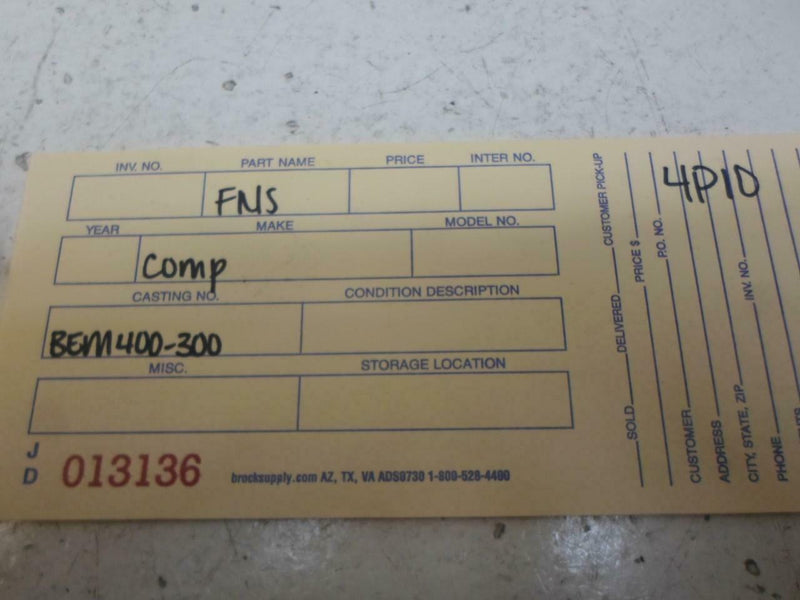 INV. NO. PART NAME PRICE INTER NO.
FNS
YEAR MAKE MODEL NO.
Comp
CASTING NO. CONDITION DESCRIPTION
BEM400-300
MISC. STORAGE LOCATION
J
D
013136
brocksupply.com AZ, TX, VA ADS9730 1-800-528-4400
SOLD DELIVERED CUSTOMER PICK-UP
PRICE $
P.O. NO.
4P10
CUSTOMER
ADDRESS
CITY, STATE, ZIP INV. NO.
PHONE